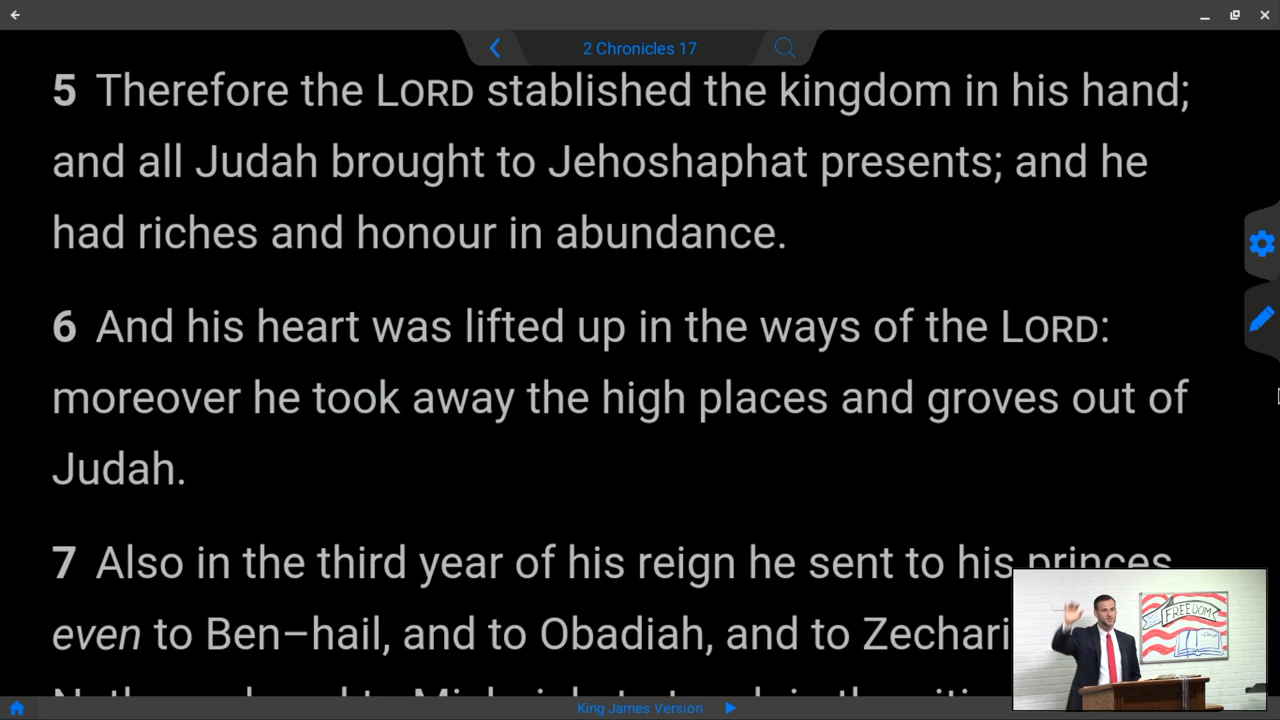 2 Chronicles 17
5 Therefore the LORD stablished the kingdom in his hand;
and all Judah brought to Jehoshaphat presents; and he
had riches and honour in abundance.
6 And his heart was lifted up in the ways of the LORD:
moreover he took away the high places and groves out of
Judah.
7 Also in the third year of his reign he sent to his princes
even to Ben–hail, and to Obadiah, and to Zechari
FREEDOM
King James Version